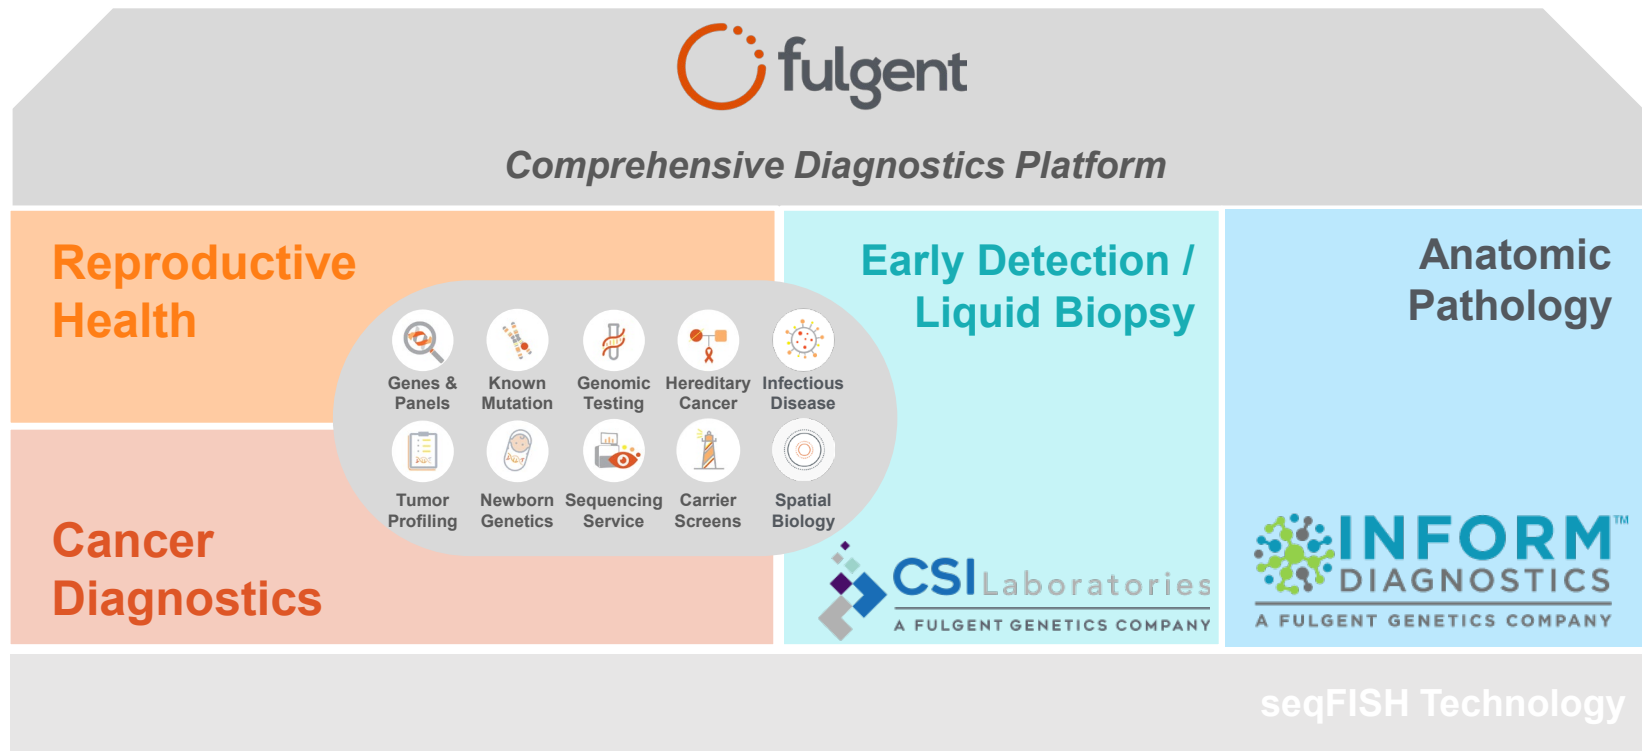 fulgent
Comprehensive Diagnostics Platform
Reproductive
Health
Cancer
Diagnostics
Genes &
Panels
Known
Mutation
Genomic
Testing
Hereditary
Cancer
Infectious
Disease
Tumor
Profiling
Newborn
Genetics
Sequencing
Service
Carrier
Screens
Spatial
Biology
Early Detection /
Liquid Biopsy
CSI Laboratories
A FULGENT GENETICS COMPANY
Anatomic
Pathology
INFORM™
DIAGNOSTICS
A FULGENT GENETICS COMPANY
seqFISH Technology